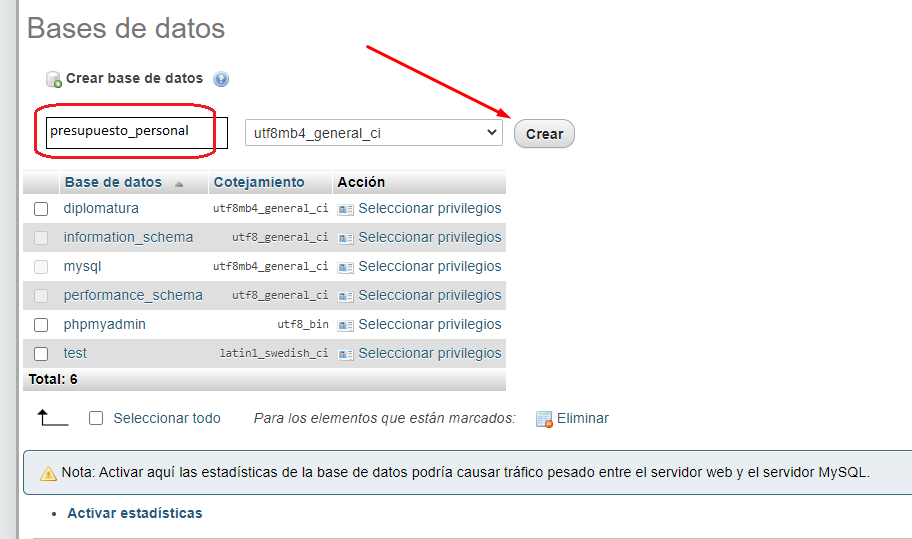 Bases de datos
Crear base de datos
presupuesto_personal utf8mb4_general_ci Crear
Base de datos Cotejamiento Acción
diplomatura utf8mb4_general_ci Seleccionar privilegios
information_schema utf8_general_ci Seleccionar privilegios
mysql utf8mb4_general_ci Seleccionar privilegios
performance_schema utf8_general_ci Seleccionar privilegios
phpmyadmin utf8_bin Seleccionar privilegios
test latin1_swedish_ci Seleccionar privilegios
Total: 6
Seleccionar todo Para los elementos que están marcados: Eliminar
Nota: Activar aquí las estadísticas de la base de datos podría causar tráfico pesado entre el servidor web y el servidor MySQL.
• Activar estadísticas